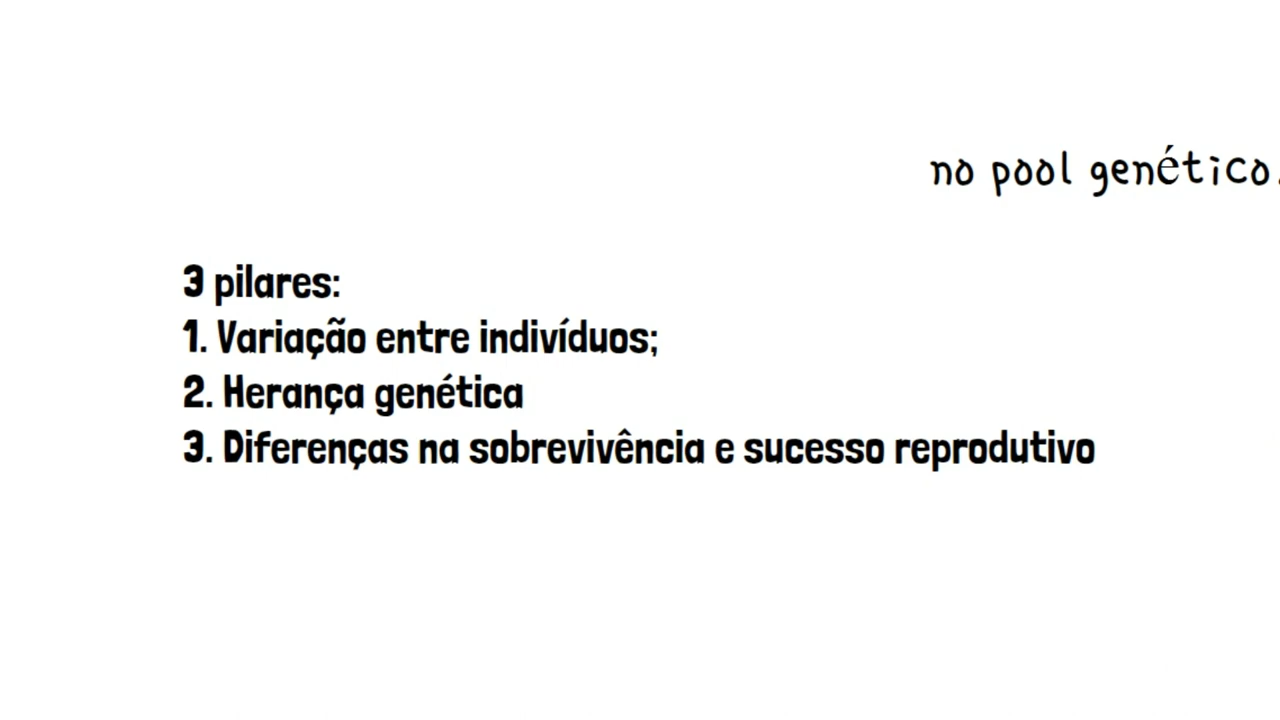 no pool genético.
3 pilares:
1. Variação entre indivíduos;
2. Herança genética
3. Diferenças na sobrevivência e sucesso reprodutivo